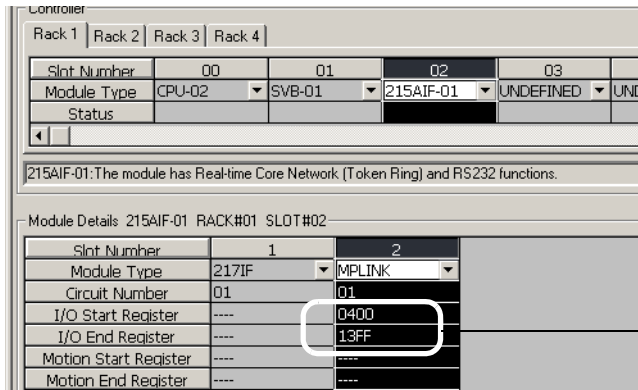 Controller
Rack 1 Rack 2 Rack 3 Rack 4
Slot Number 00 01 02 03
Module Type CPU-02 SVB-01 215AIF-01 UNDEFINED UND
Status
215AIF-01:The module has Real-time Core Network (Token Ring) and RS232 functions.
Module Details 215AIF-01 RACK#01 SLOT#02
Slot Number 1 2
Module Type 217IF MPLINK
Circuit Number 01 01
I/O Start Register ---- 0400
I/O End Register ---- 13FF
Motion Start Register ---- ----
Motion End Register ---- ----